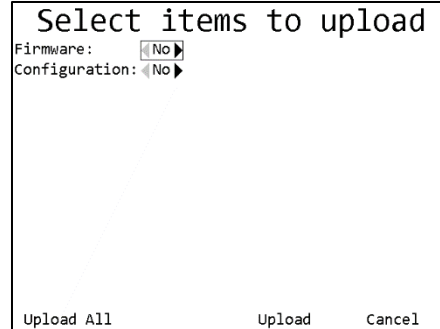 Select items to upload
Firmware: No
Configuration: No
Upload All Upload Cancel